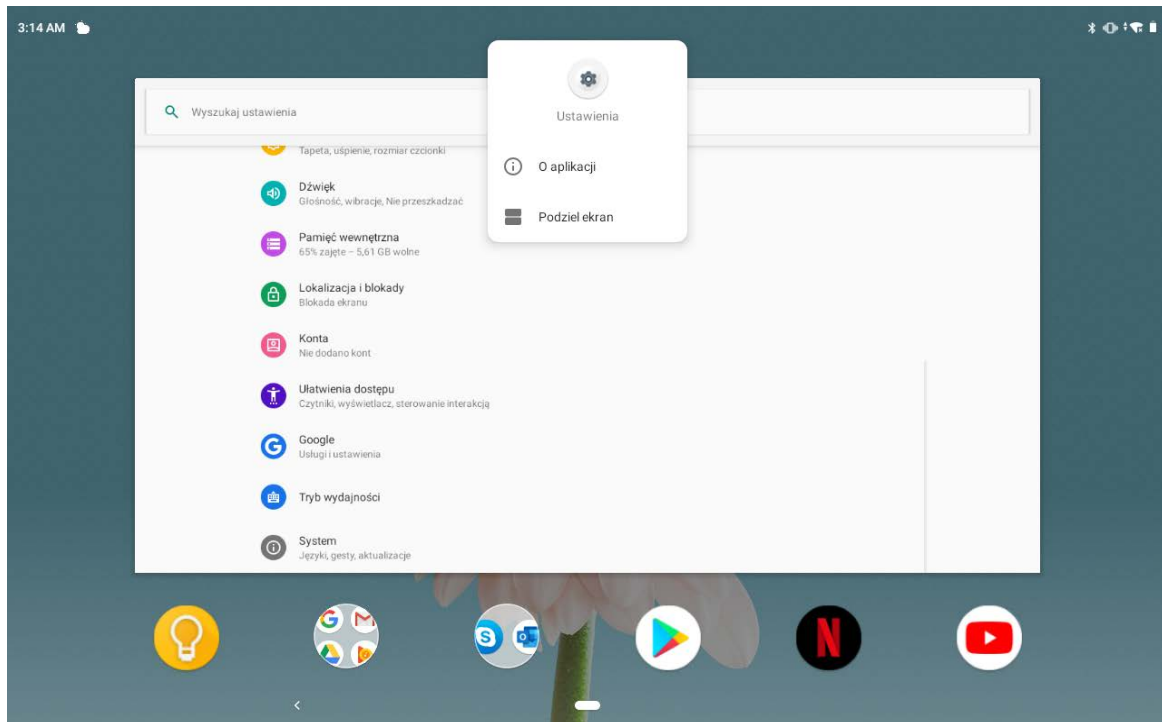 3:14 AM
Ustawienia
O aplikacji
Podziel ekran
Wyszukaj ustawienia
Tapeta, uśpienie, rozmiar czcionki
Dźwięk
Głośność, wibracje, Nie przeszkadzać
Pamięć wewnętrzna
65% zajęte – 5,61 GB wolne
Lokalizacja i blokady
Blokada ekranu
Konta
Nie dodano kont
Ułatwienia dostępu
Czytniki, wyświetlacz, sterowanie interakcją
Google
Usługi i ustawienia
Tryb wydajności
System
Języki, gesty, aktualizacje